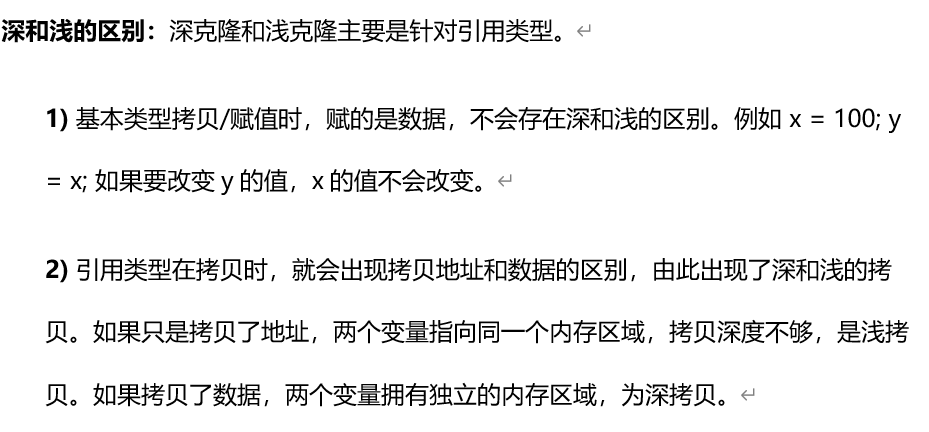 深和浅的区别：深克隆和浅克隆主要是针对引用类型。
1) 基本类型拷贝/赋值时，赋的是数据，不会存在深和浅的区别。例如 x = 100; y
= x; 如果要改变 y 的值，x 的值不会改变。
2) 引用类型在拷贝时，就会出现拷贝地址和数据的区别，由此出现了深和浅的拷
贝。如果只是拷贝了地址，两个变量指向同一个内存区域，拷贝深度不够，是浅拷
贝。如果拷贝了数据，两个变量拥有独立的内存区域，为深拷贝。